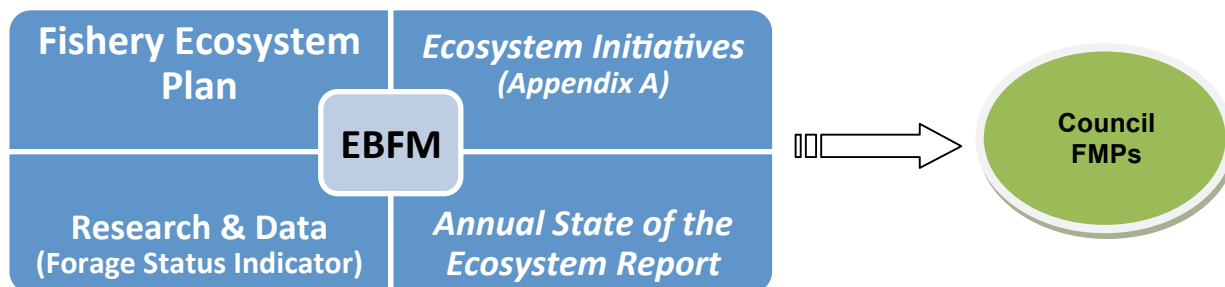 Fishery Ecosystem
Plan
Ecosystem Initiatives
(Appendix A)
EBFM
Research & Data
(Forage Status Indicator)
Annual State of the
Ecosystem Report
Council
FMPs